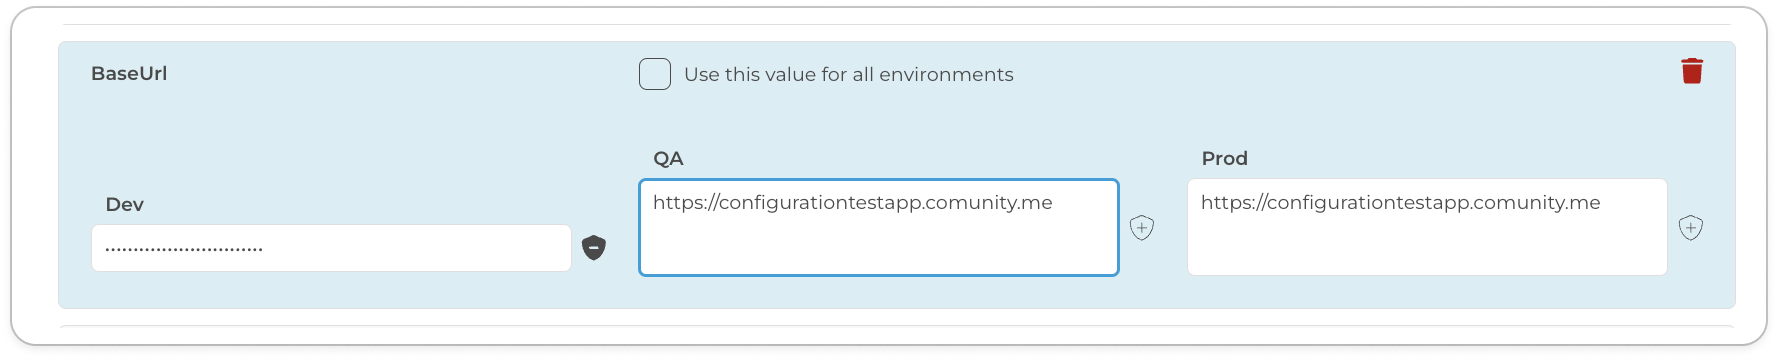 BaseUrl
Use this value for all environments
Dev
............................
QA
https://configurationtestapp.comunity.me
Prod
https://configurationtestapp.comunity.me